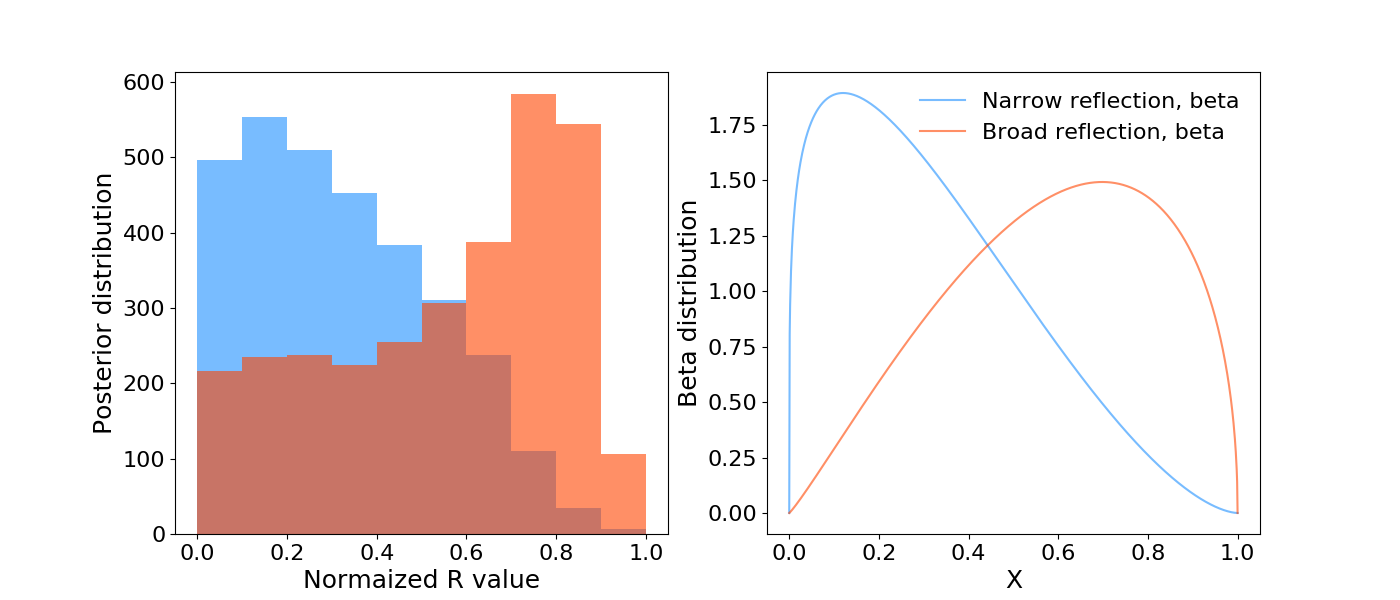 600
500
400
300
200
100
0
Posterior distribution
0.0 0.2 0.4 0.6 0.8 1.0
Normaized R value
1.75
1.50
1.25
1.00
0.75
0.50
0.25
0.00
Beta distribution
Narrow reflection, beta
Broad reflection, beta
0.0 0.2 0.4 0.6 0.8 1.0
X